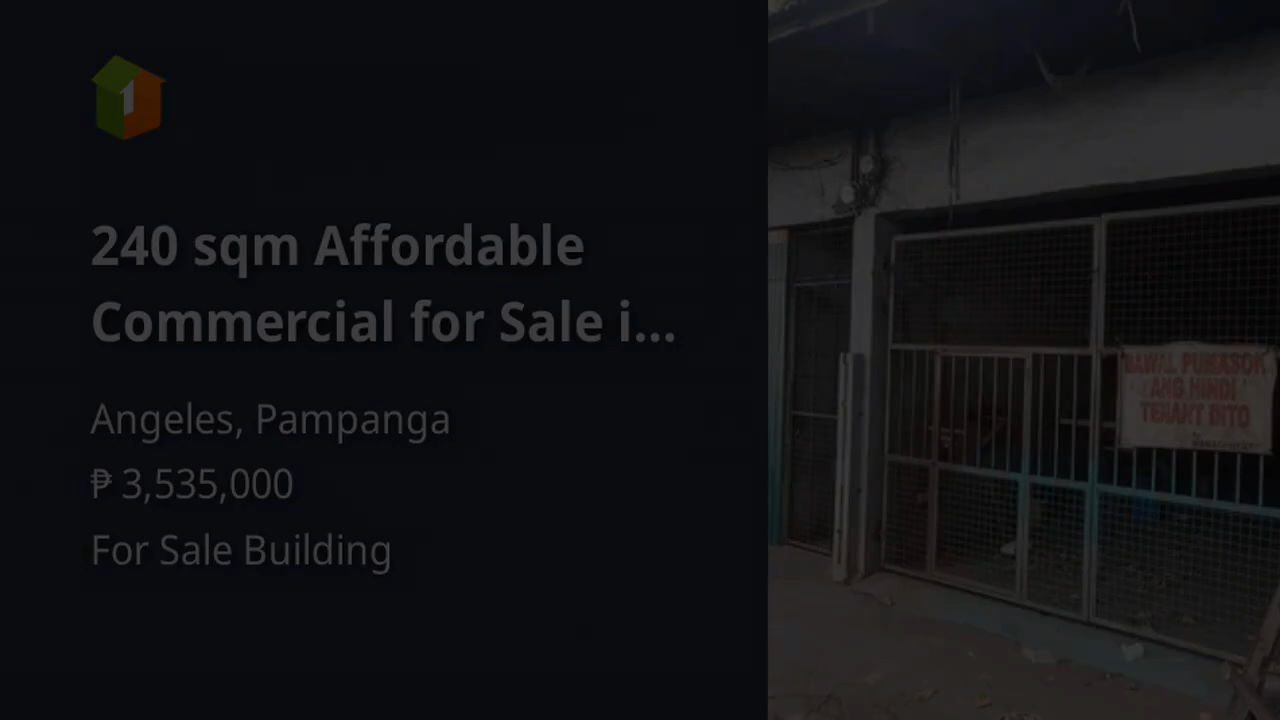 240 sqm Affordable
Commercial for Sale i...
Angeles, Pampanga
₱ 3,535,000
For Sale Building
BAWAL PUMASOK
ANG HINDI
TENANT DITO